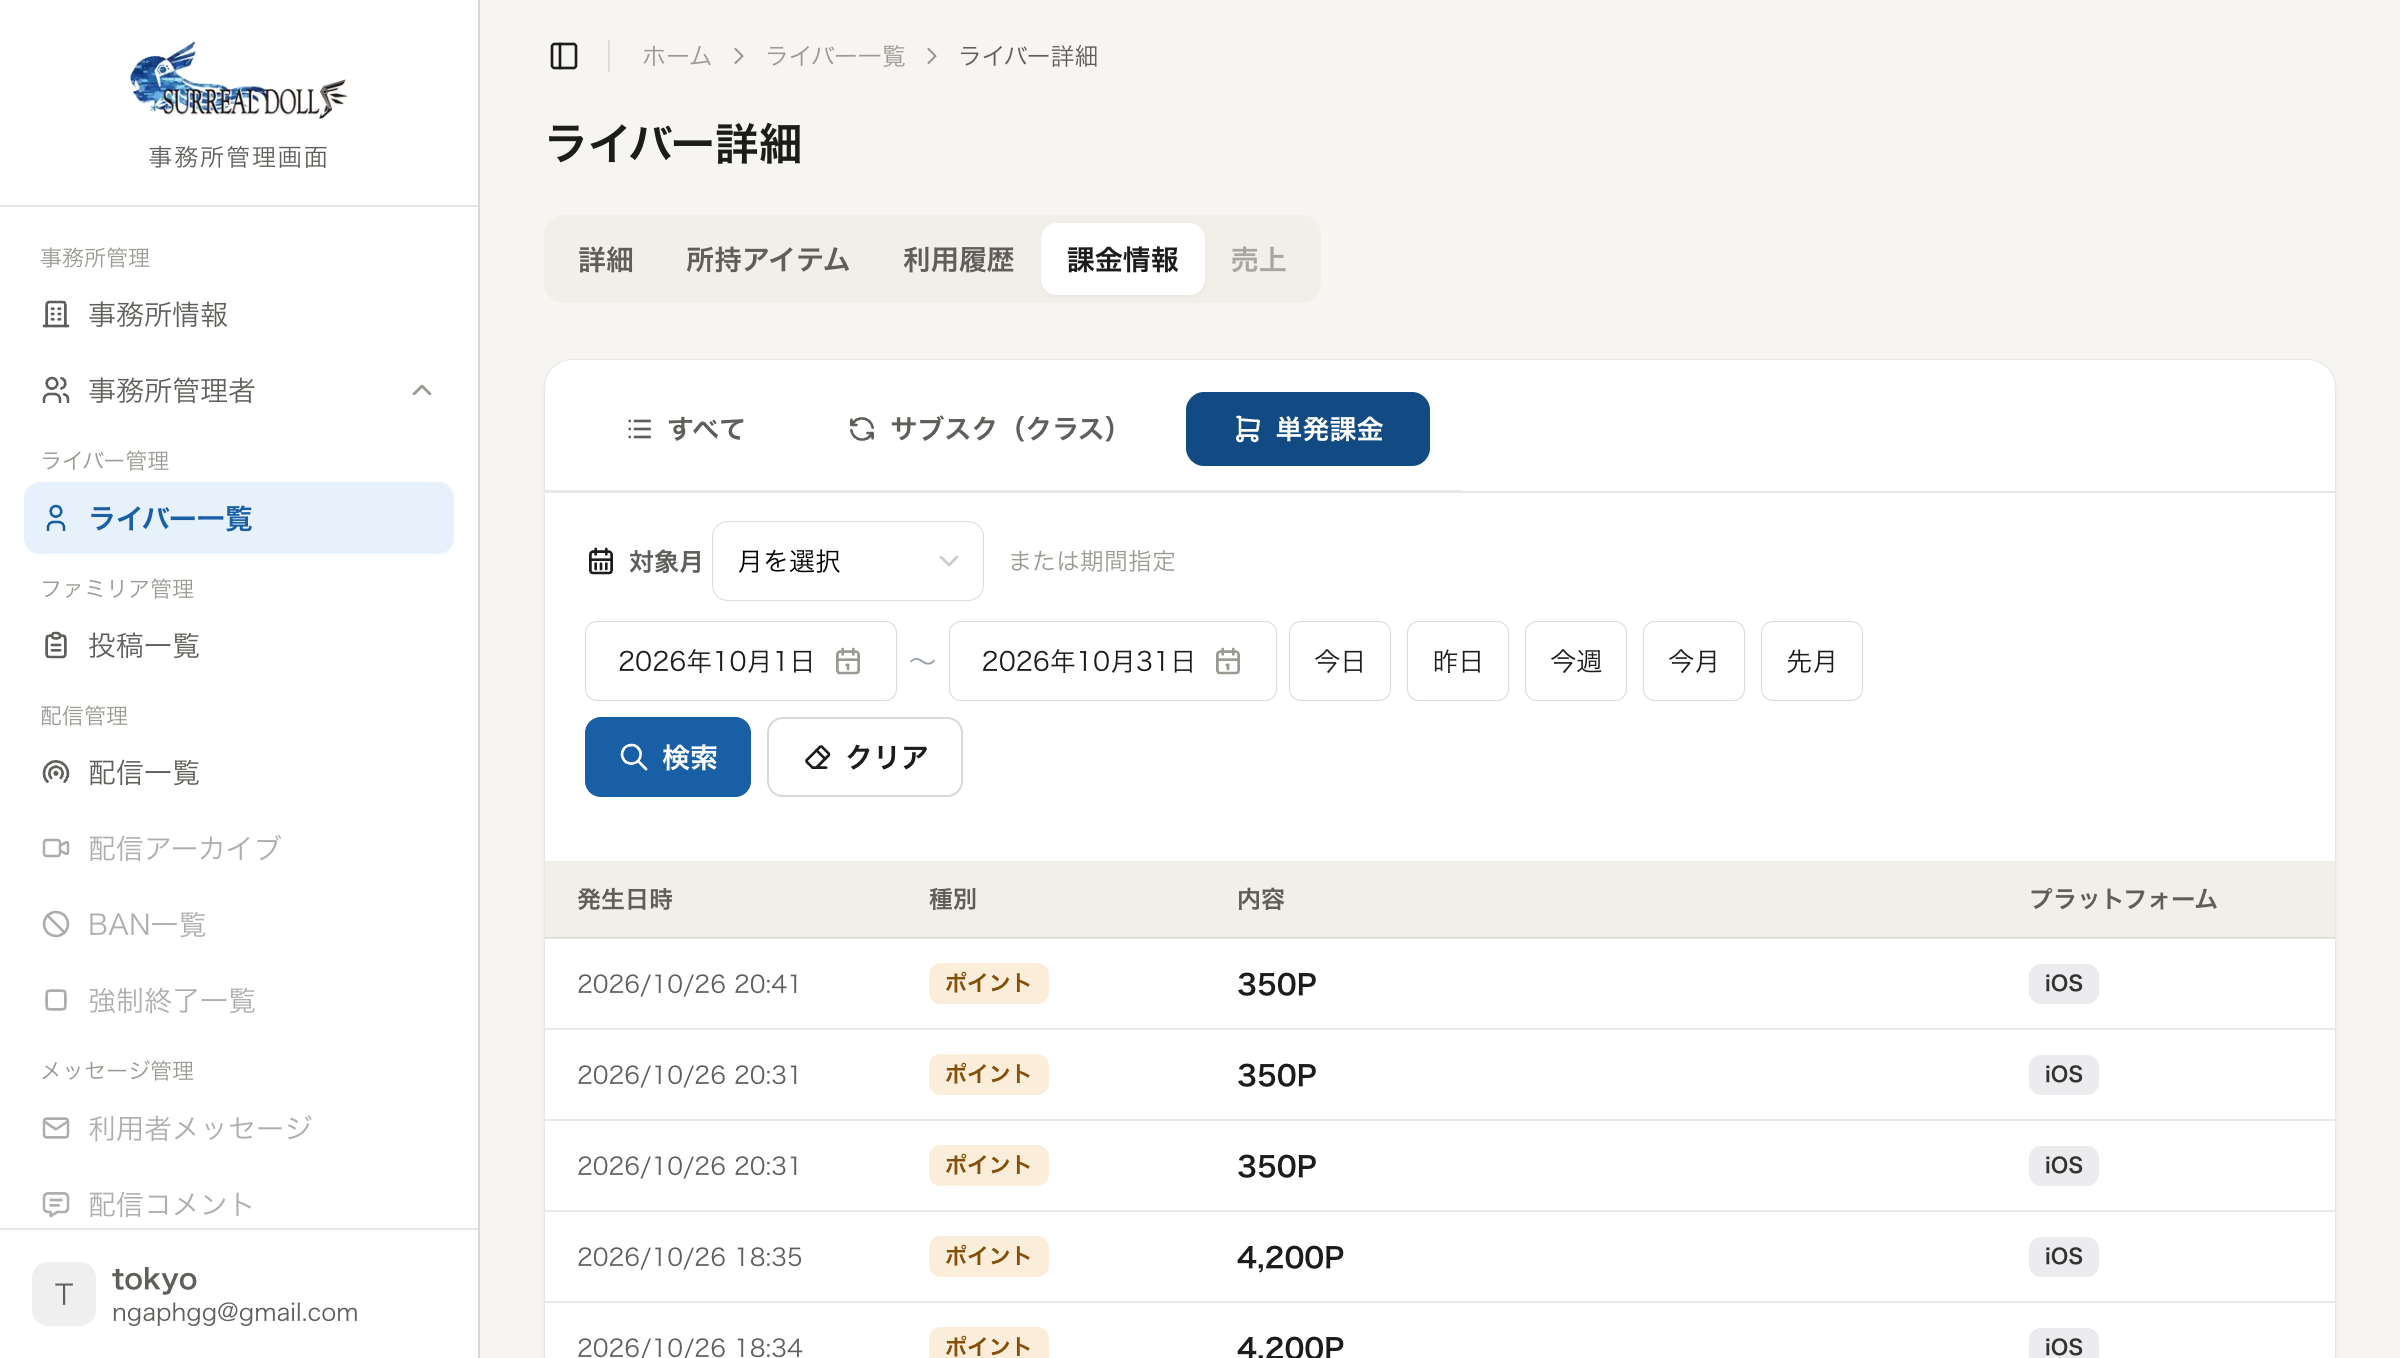 SURREAL DOLL
事務所管理画面
事務所管理
事務所情報
事務所管理者
ライバー管理
ライバー一覧
ファミリア管理
投稿一覧
配信管理
配信一覧
配信アーカイブ
BAN一覧
強制終了一覧
メッセージ管理
利用者メッセージ
配信コメント
T
tokyo
ngaphgg@gmail.com
ホーム > ライバー一覧 > ライバー詳細
ライバー詳細
詳細 所持アイテム 利用履歴 課金情報 売上
すべて サブスク（クラス） 単発課金
対象月 月を選択 または期間指定
2026年10月1日 〜 2026年10月31日 今日 昨日 今週 今月 先月
検索 クリア
発生日時 種別 内容 プラットフォーム
2026/10/26 20:41 ポイント 350P iOS
2026/10/26 20:31 ポイント 350P iOS
2026/10/26 20:31 ポイント 350P iOS
2026/10/26 18:35 ポイント 4,200P iOS
2026/10/26 18:34 ポイント 4,200P iOS